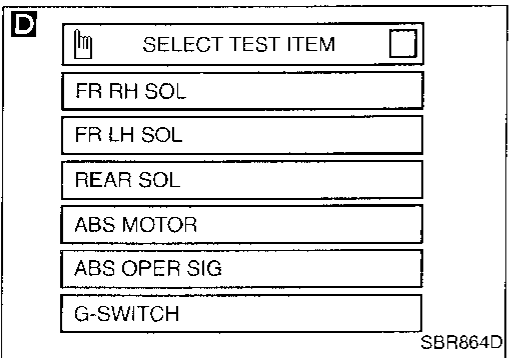 D
SELECT TEST ITEM
FR RH SOL
FR LH SOL
REAR SOL
ABS MOTOR
ABS OPER SIG
G-SWITCH
SBR864D